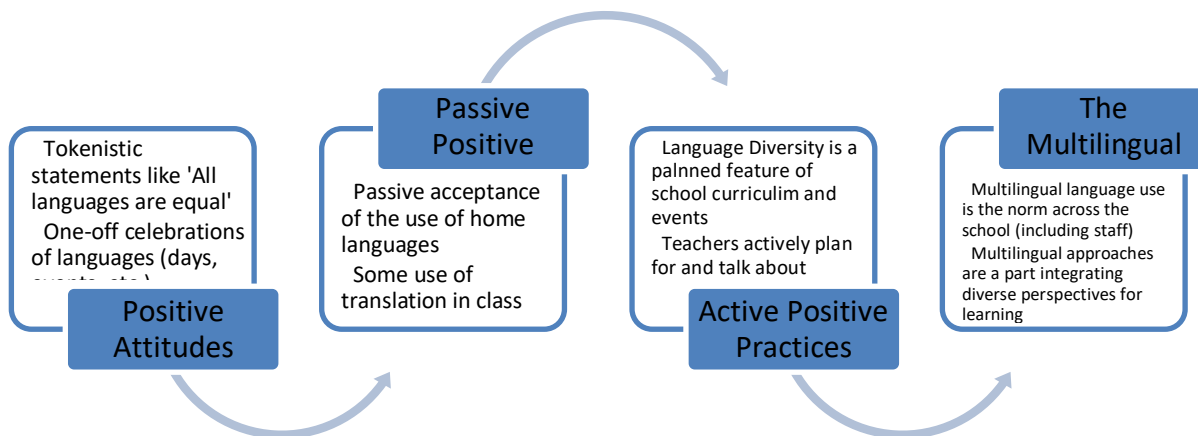 Tokenistic
statements like 'All
languages are equal'
One-off celebrations
of languages (days,
Positive
Attitudes
Passive
Positive
Passive acceptance
of the use of home
languages
Some use of
translation in class
Language Diversity is a
palnned feature of
school curriculim and
events
Teachers actively plan
for and talk about
Active Positive
Practices
The
Multilingual
Multilingual language use
is the norm across the
school (including staff)
Multilingual approaches
are a part integrating
diverse perspectives for
learning